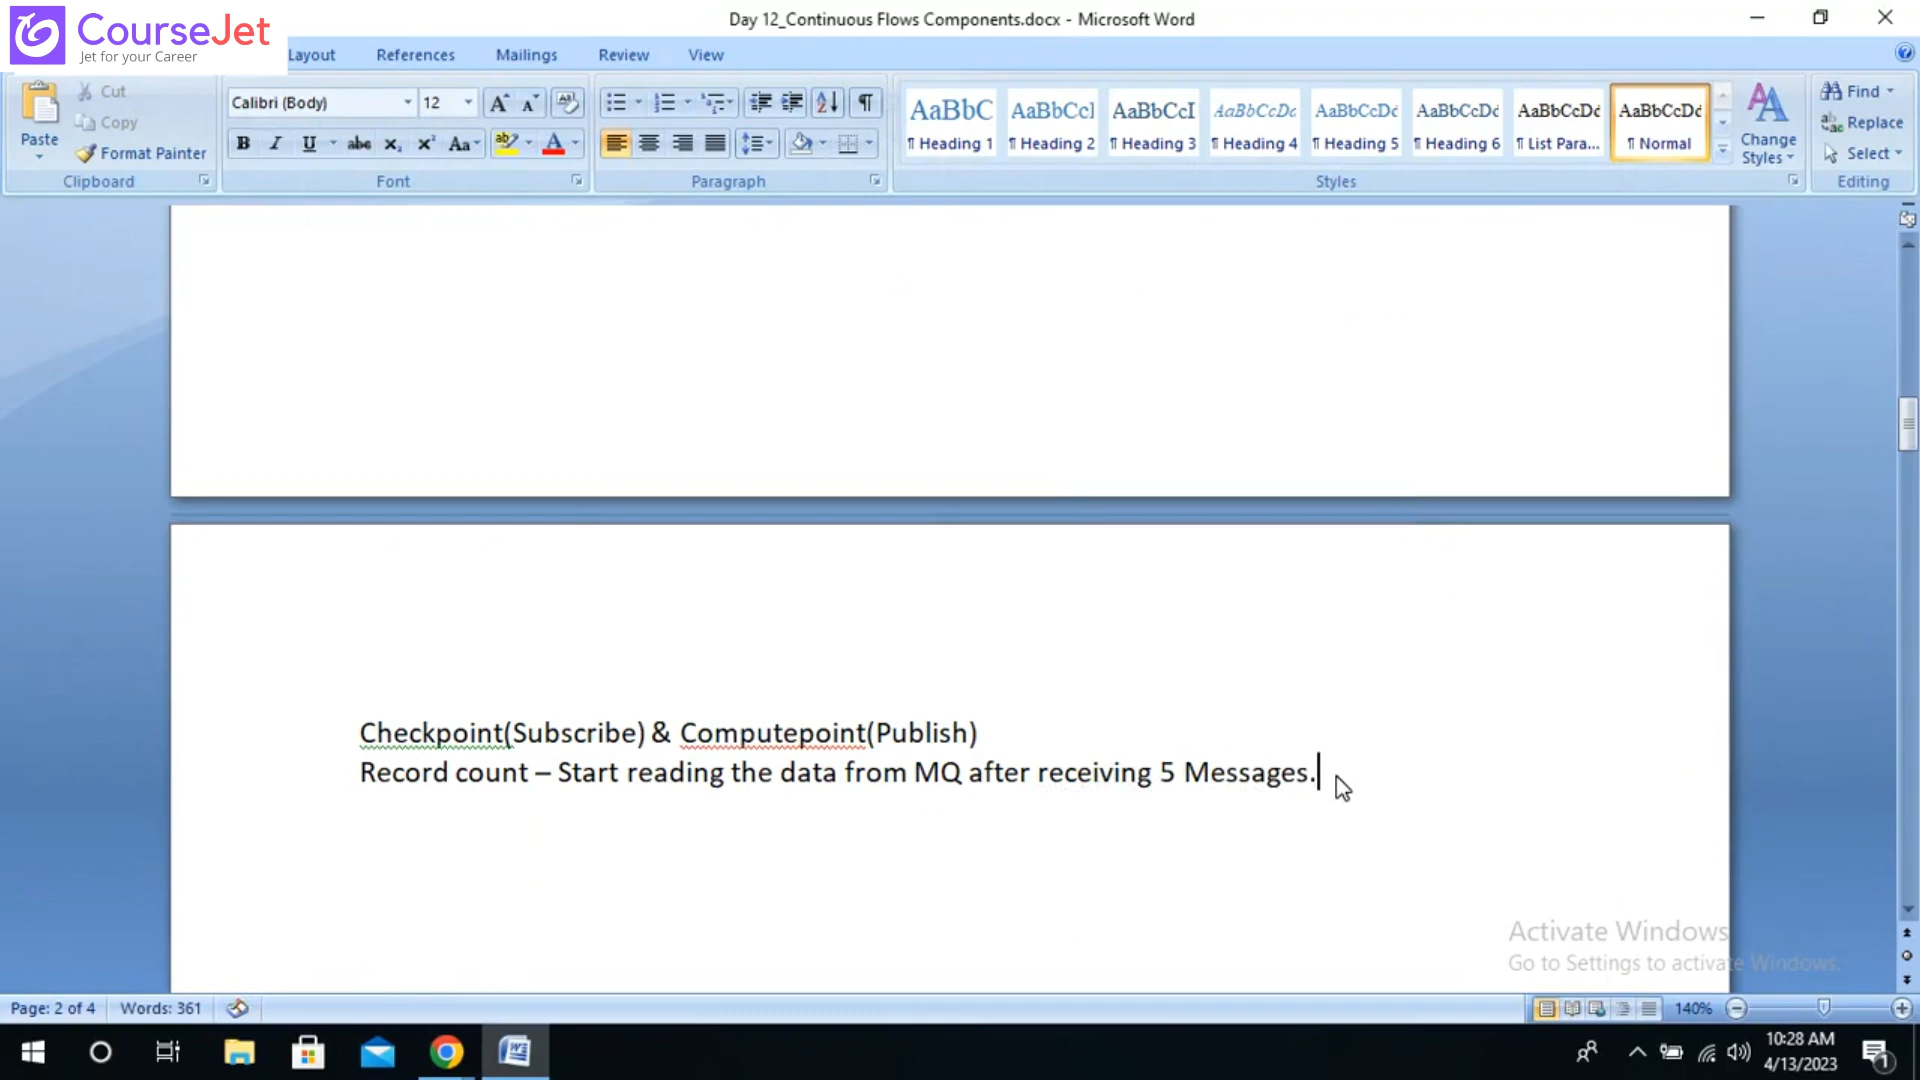 CourseJet
Jet for your Career
Day 12_Continuous Flows Components.docx - Microsoft Word
Layout References Mailings Review View
Paste
Cut
Copy
Format Painter
Clipboard
Calibri (Body) 12
Font
Paragraph
AaBbC AaBbCcI AaBbCcI AaBbCcDc AaBbCcDc AaBbCcDc AaBbCcDc AaBbCcDc
¶ Heading 1 ¶ Heading 2 ¶ Heading 3 ¶ Heading 4 ¶ Heading 5 ¶ Heading 6 ¶ List Para... ¶ Normal
Change
Styles
Styles
Find
Replace
Select
Editing
Checkpoint(Subscribe) & Computepoint(Publish)
Record count – Start reading the data from MQ after receiving 5 Messages.
Activate Windows
Go to Settings to activate Windows.
Page: 2 of 4 Words: 361 140%
10:28 AM
4/13/2023
1